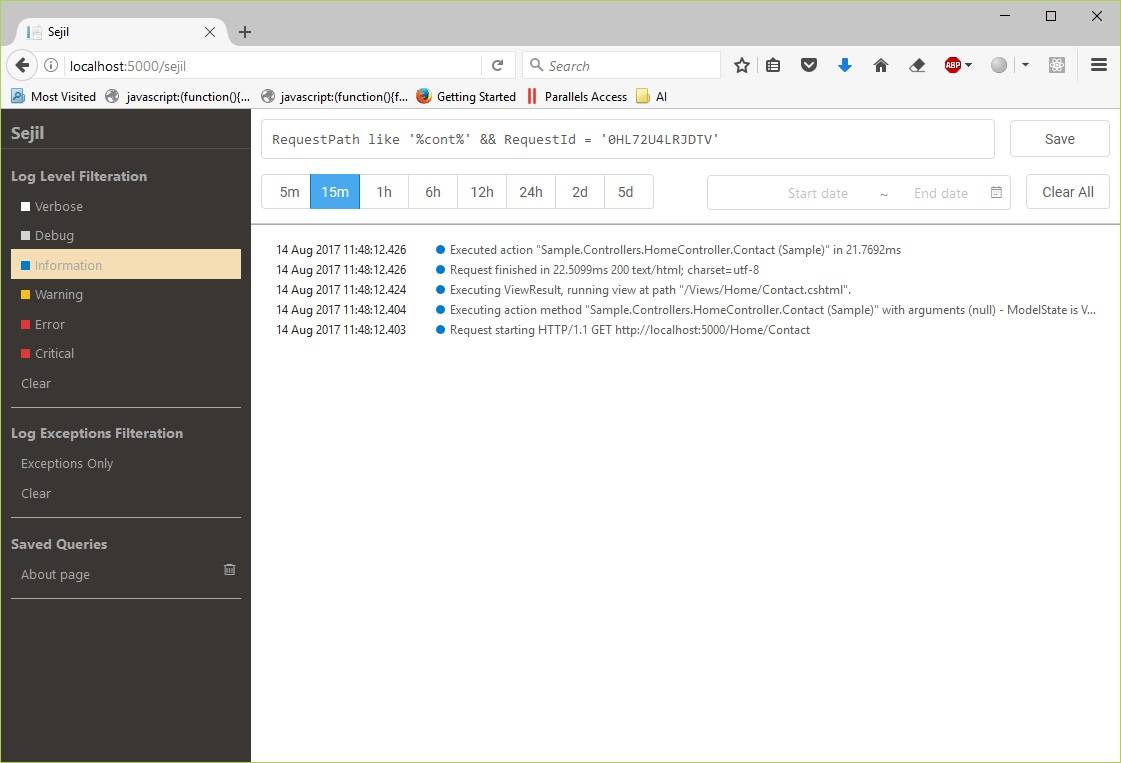 Sejil
localhost:5000/sejil
Search
ABP
Most Visited javascript:(function(){... javascript:(function(){f... Getting Started Parallels Access AI
Sejil
Log Level Filteration
Verbose
Debug
Information
Warning
Error
Critical
Clear
Log Exceptions Filteration
Exceptions Only
Clear
Saved Queries
About page
RequestPath like '%cont%' && RequestId = '0HL72U4LRJDTV'
Save
5m 15m 1h 6h 12h 24h 2d 5d
Start date ~ End date
Clear All
14 Aug 2017 11:48:12.426 Executed action "Sample.Controllers.HomeController.Contact (Sample)" in 21.7692ms
14 Aug 2017 11:48:12.426 Request finished in 22.5099ms 200 text/html; charset=utf-8
14 Aug 2017 11:48:12.424 Executing ViewResult, running view at path "/Views/Home/Contact.cshtml".
14 Aug 2017 11:48:12.404 Executing action method "Sample.Controllers.HomeController.Contact (Sample)" with arguments (null) - ModelState is V...
14 Aug 2017 11:48:12.403 Request starting HTTP/1.1 GET http://localhost:5000/Home/Contact